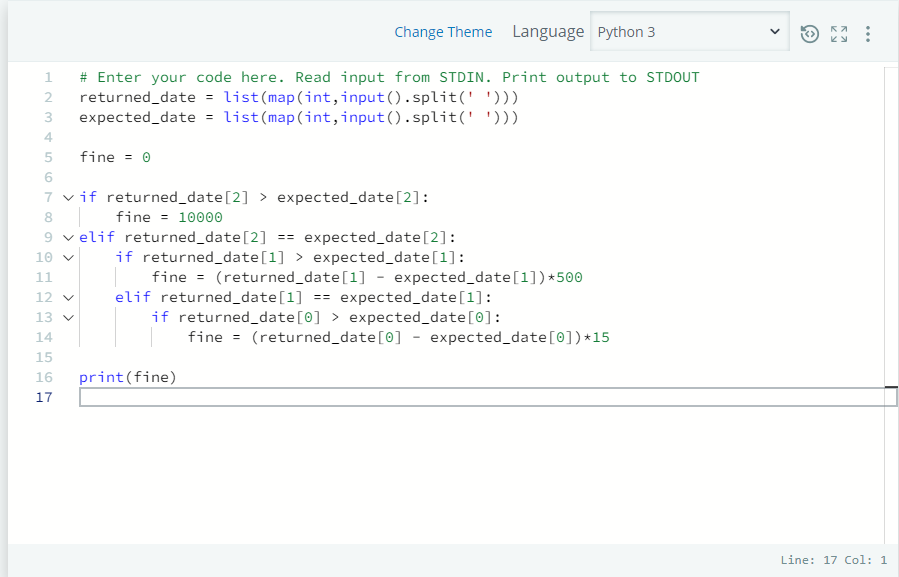 Change Theme Language Python 3
1 # Enter your code here. Read input from STDIN. Print output to STDOUT
2 returned_date = list(map(int,input().split(' ')))
3 expected_date = list(map(int,input().split(' ')))
4
5 fine = 0
6
7 if returned_date[2] > expected_date[2]:
8     fine = 10000
9 elif returned_date[2] == expected_date[2]:
10     if returned_date[1] > expected_date[1]:
11         fine = (returned_date[1] - expected_date[1])*500
12     elif returned_date[1] == expected_date[1]:
13         if returned_date[0] > expected_date[0]:
14             fine = (returned_date[0] - expected_date[0])*15
15
16 print(fine)
17
Line: 17 Col: 1